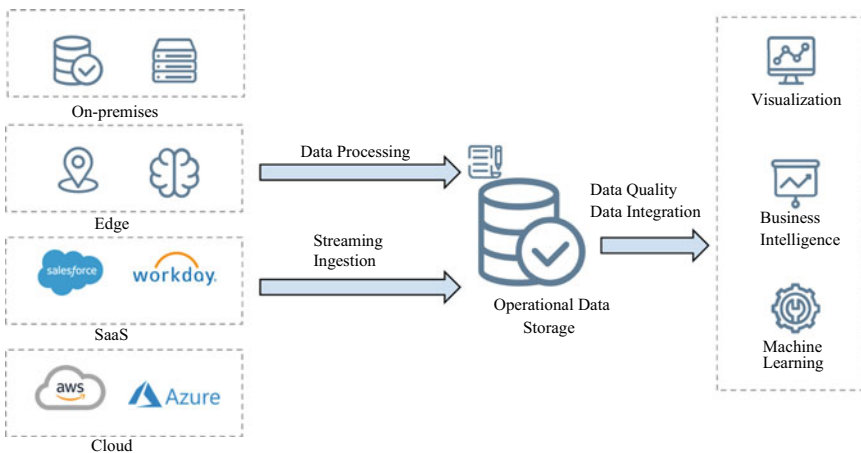 On-premises
Edge
salesforce
workday.
SaaS
aws
Azure
Cloud
Data Processing
Streaming
Ingestion
Operational Data
Storage
Data Quality
Data Integration
Visualization
Business
Intelligence
Machine
Learning